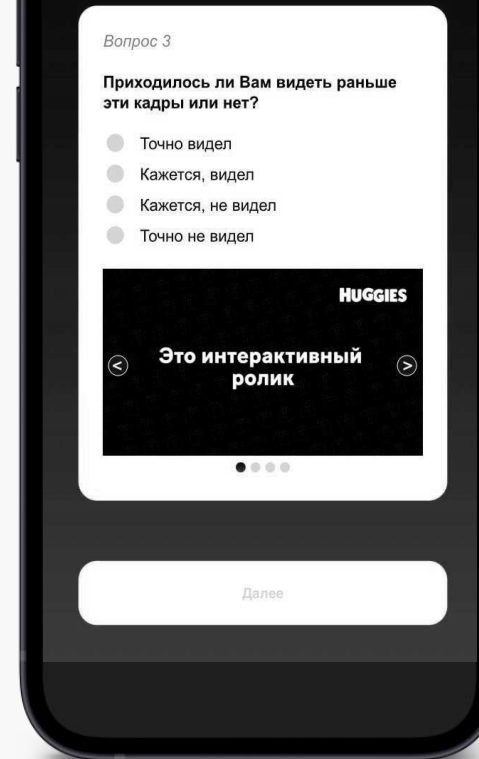 Вопрос 3
Приходилось ли Вам видеть раньше
эти кадры или нет?
Точно видел
Кажется, видел
Кажется, не видел
Точно не видел
HUGGIES
Это интерактивный
ролик
Далее